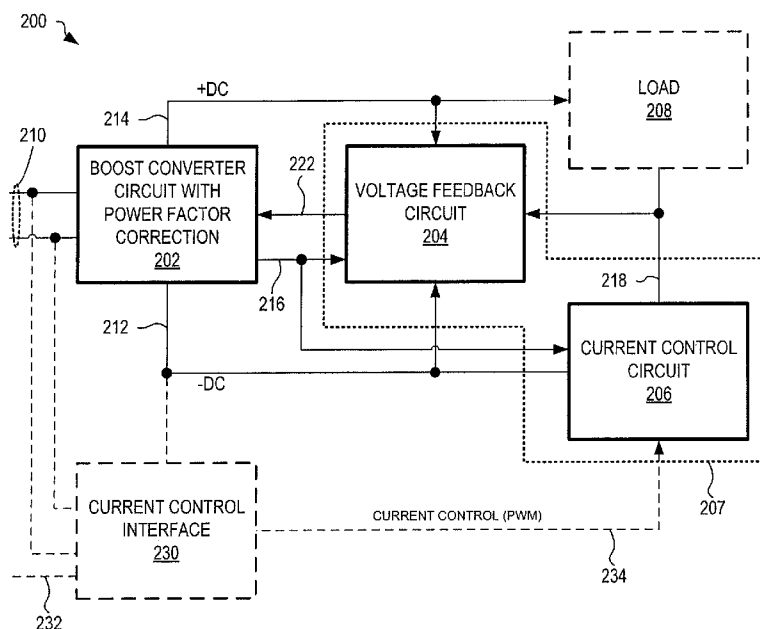 200
+DC
LOAD
208
214
210
BOOST CONVERTER
CIRCUIT WITH
POWER FACTOR
CORRECTION
202
222
VOLTAGE FEEDBACK
CIRCUIT
204
216
218
212
CURRENT CONTROL
CIRCUIT
206
-DC
207
CURRENT CONTROL
INTERFACE
230
CURRENT CONTROL (PWM)
234
232